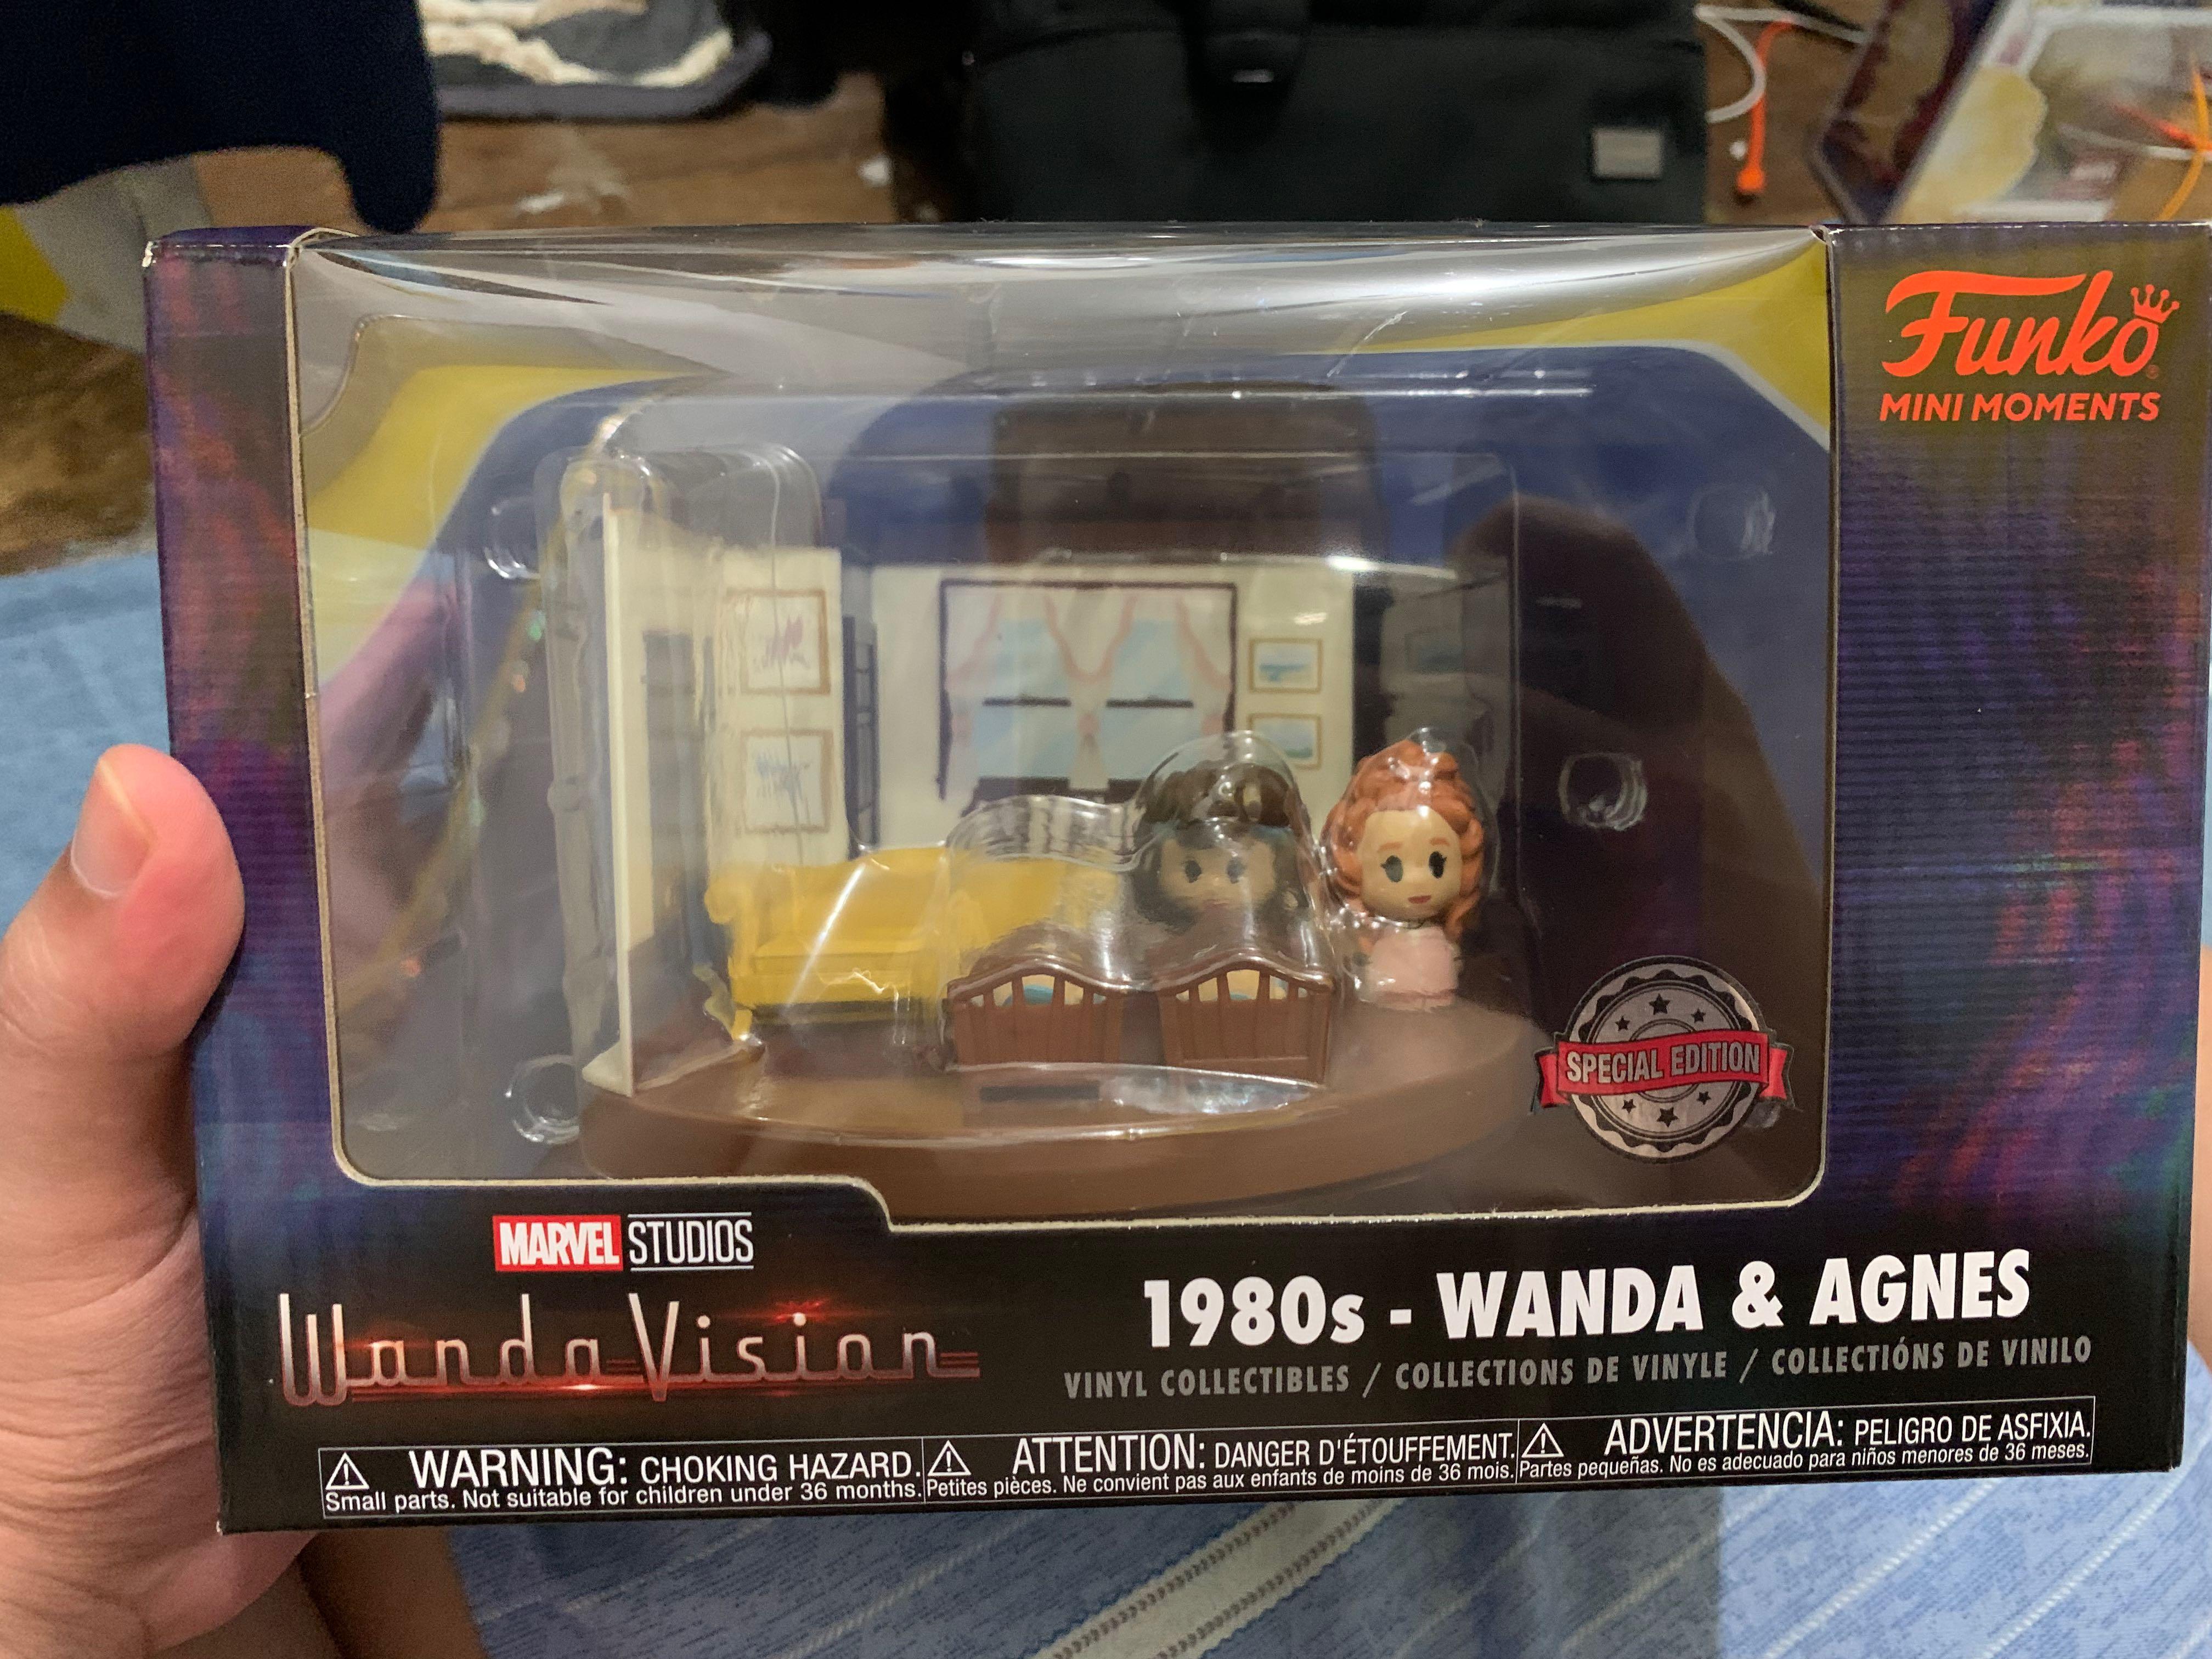 Funko
MINI MOMENTS
SPECIAL EDITION
MARVEL STUDIOS
WandaVision
1980s - WANDA & AGNES
VINYL COLLECTIBLES / COLLECTIONS DE VINYLE / COLLECTIÓNS DE VINILO
WARNING: CHOKING HAZARD.
Small parts. Not suitable for children under 36 months.
ATTENTION: DANGER D'ÉTOUFFEMENT.
Petites pièces. Ne convient pas aux enfants de moins de 36 mois.
ADVERTENCIA: PELIGRO DE ASFIXIA.
Partes pequeñas. No es adecuado para niños menores de 36 meses.